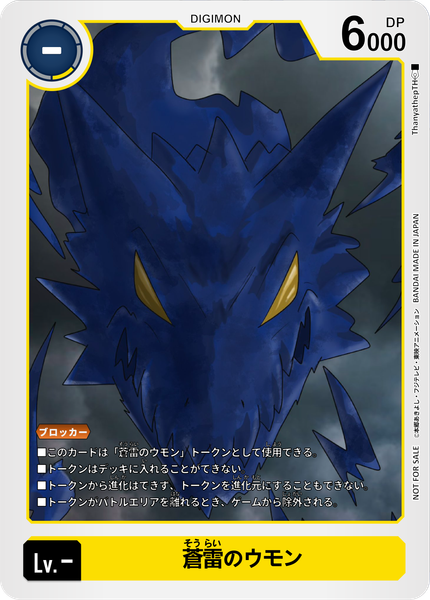 DIGIMON
DP
6000
ー
ThanyathepTH
ブロッカー
■このカードは「蒼雷のウモン」トークンとして使用できる。
■トークンはデッキに入れることができない。
■トークンから進化はできず、トークンを進化元にすることもできない。
■トークンがバトルエリアを離れるとき、ゲームから除外される。
©本郷あきよし・フジテレビ・東映アニメーション
BANDAI MADE IN JAPAN
NOT FOR SALE
そうらい
蒼雷のウモン
Lv.ー